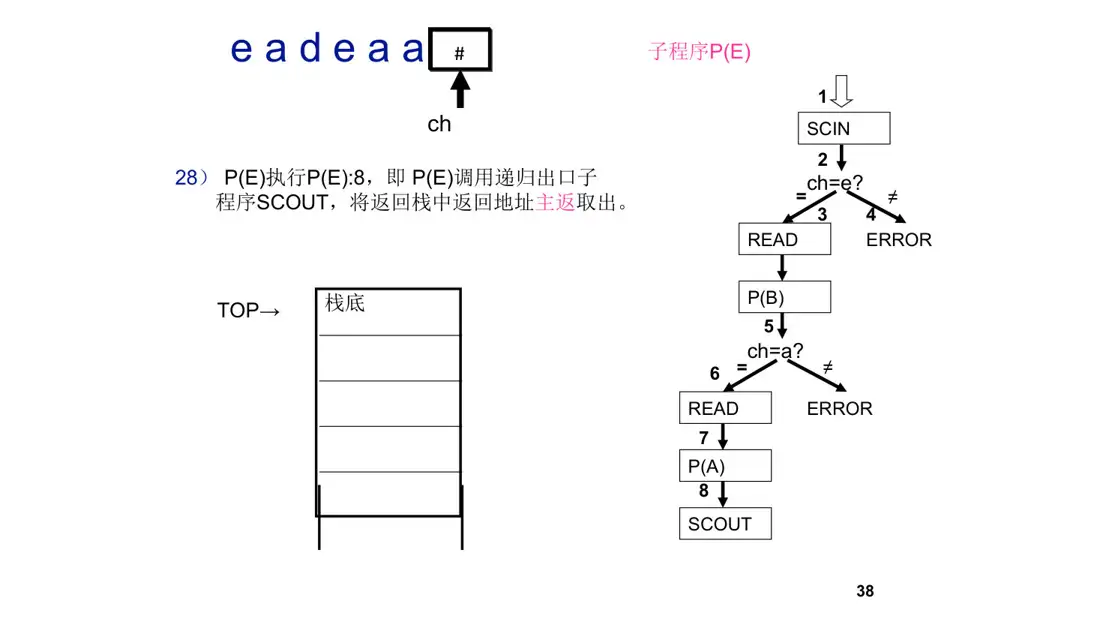 e a d e a a #
ch
28） P(E)执行P(E):8，即 P(E)调用递归出口子
程序SCOUT，将返回栈中返回地址主返取出。
TOP→
栈底
子程序P(E)
1
SCIN
2
ch=e?
= ≠
3 4
READ ERROR
P(B)
5
ch=a?
6 = ≠
READ ERROR
7
P(A)
8
SCOUT
38